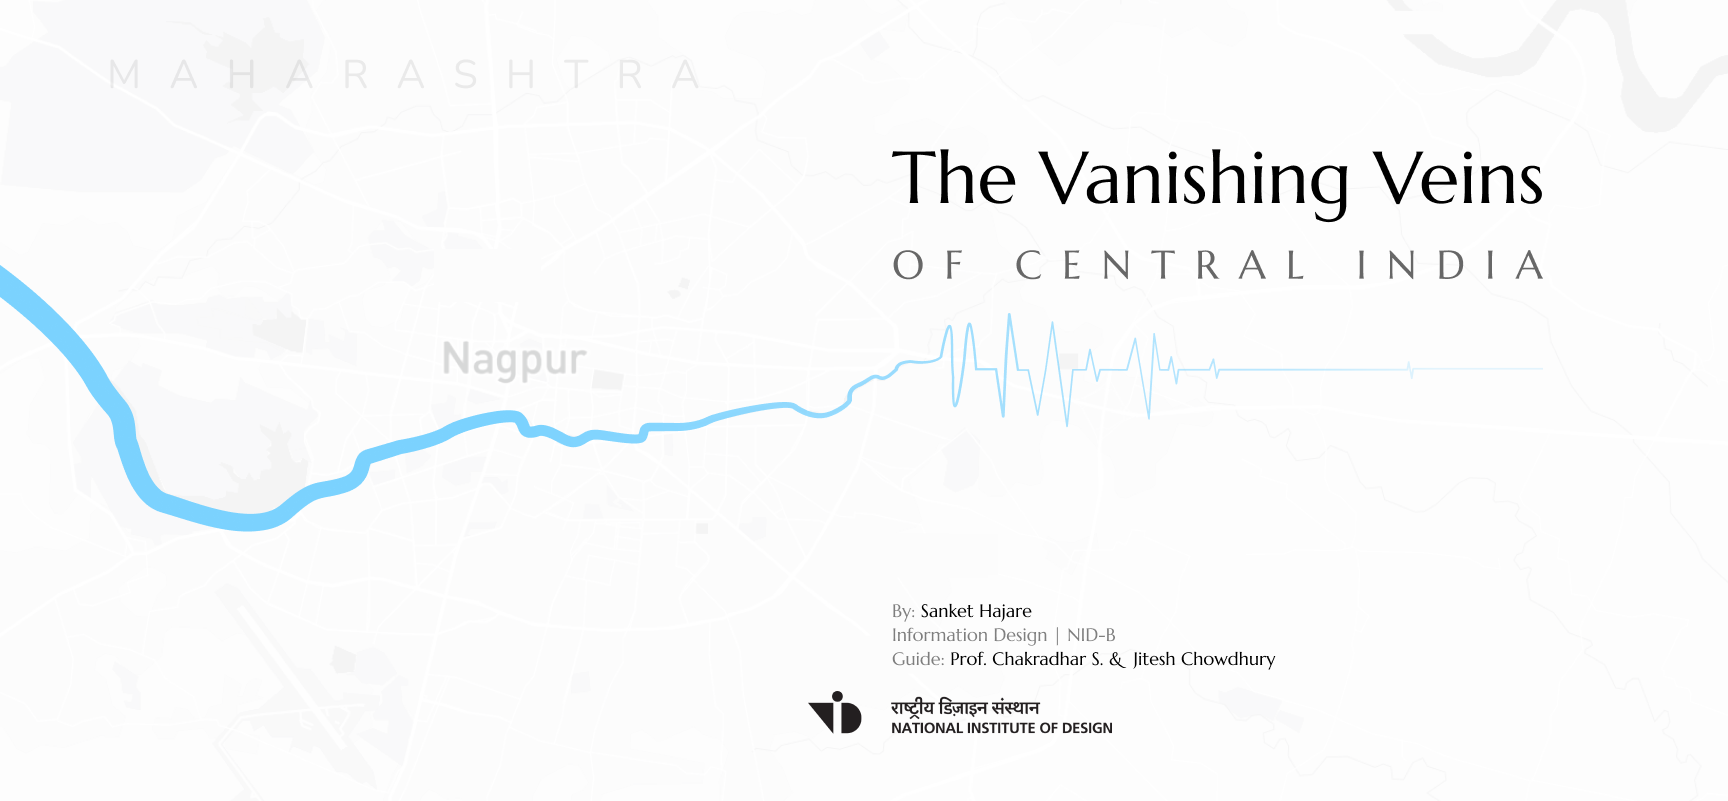 MAHARASHTRA
The Vanishing Veins
OF CENTRAL INDIA
Nagpur
By: Sanket Hajare
Information Design | NID-B
Guide: Prof. Chakradhar S. & Jitesh Chowdhury
राष्ट्रीय डिज़ाइन संस्थान
NATIONAL INSTITUTE OF DESIGN